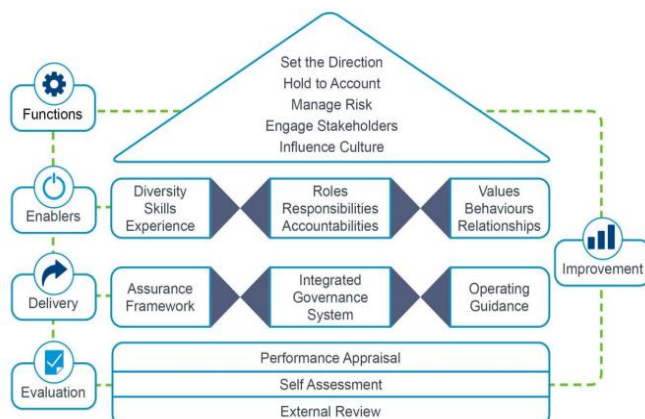 Set the Direction
Hold to Account
Manage Risk
Engage Stakeholders
Influence Culture
Functions
Enablers
Diversity
Skills
Experience
Roles
Responsibilities
Accountabilities
Values
Behaviours
Relationships
Delivery
Assurance
Framework
Integrated
Governance
System
Operating
Guidance
Improvement
Evaluation
Performance Appraisal
Self Assessment
External Review